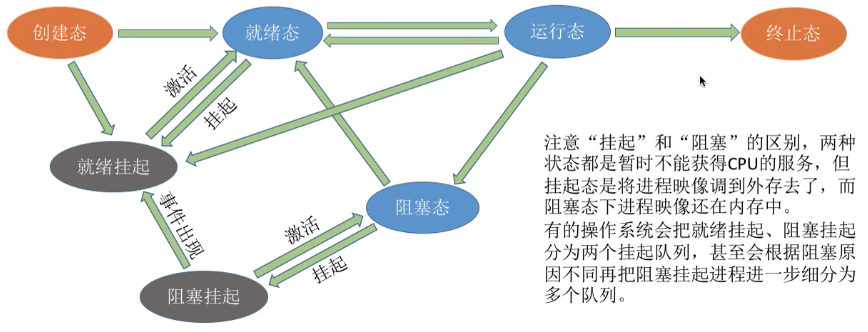 创建态
就绪态
运行态
终止态
激活
挂起
就绪挂起
事件出现
阻塞态
激活
挂起
阻塞挂起
注意“挂起”和“阻塞”的区别，两种
状态都是暂时不能获得CPU的服务，但
挂起态是将进程映像调到外存去了，而
阻塞态下进程映像还在内存中。
有的操作系统会把就绪挂起、阻塞挂起
分为两个挂起队列，甚至会根据阻塞原
因不同再把阻塞挂起进程进一步细分为
多个队列。